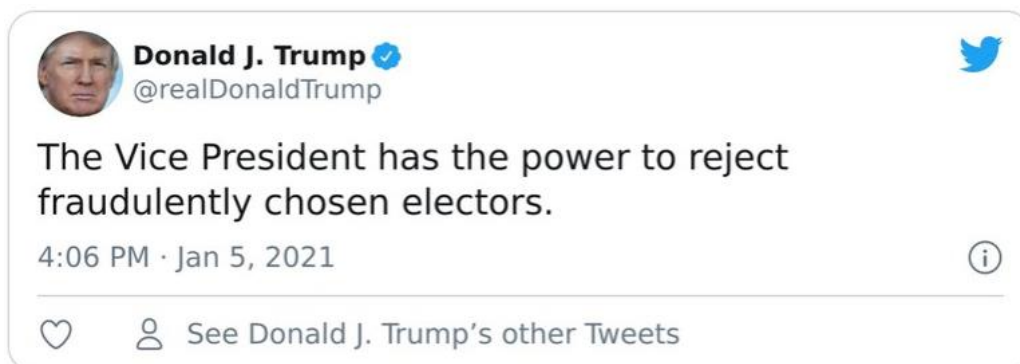 Donald J. Trump
@realDonaldTrump
The Vice President has the power to reject
fraudulently chosen electors.
4:06 PM · Jan 5, 2021
See Donald J. Trump’s other Tweets